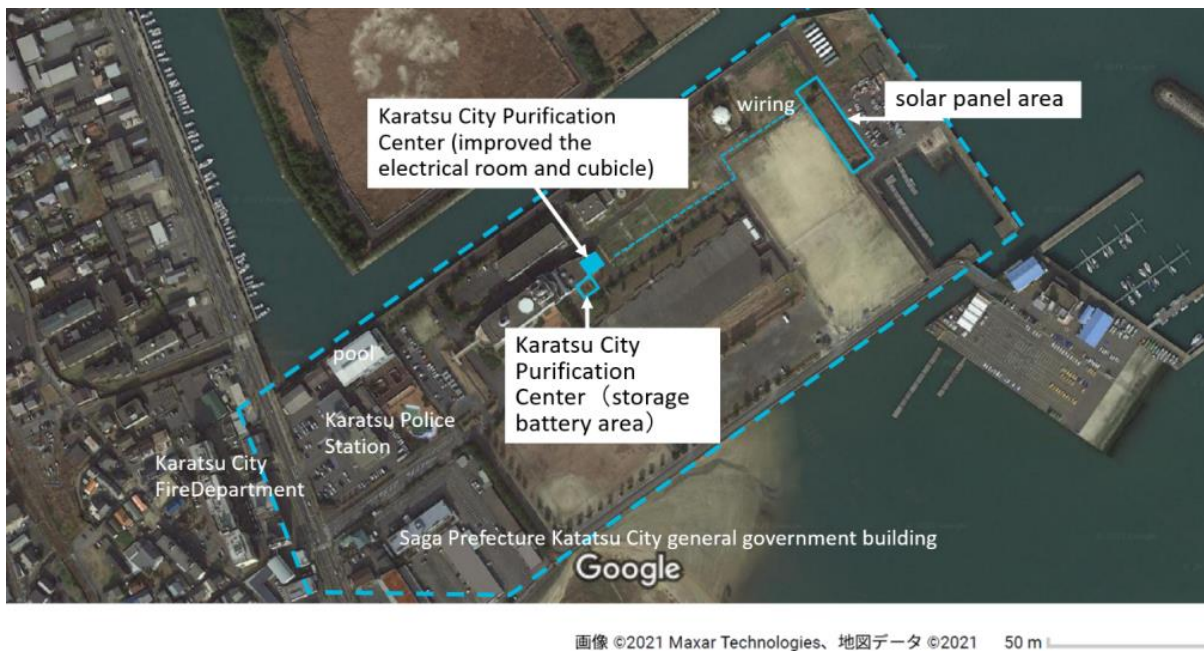 wiring
solar panel area
Karatsu City Purification
Center (improved the
electrical room and cubicle)
Karatsu City
Purification
Center（storage
battery area）
pool
Karatsu Police
Station
Karatsu City
FireDepartment
Saga Prefecture Katatsu City general government building
Google
画像 ©2021 Maxar Technologies、地図データ ©2021 50 m